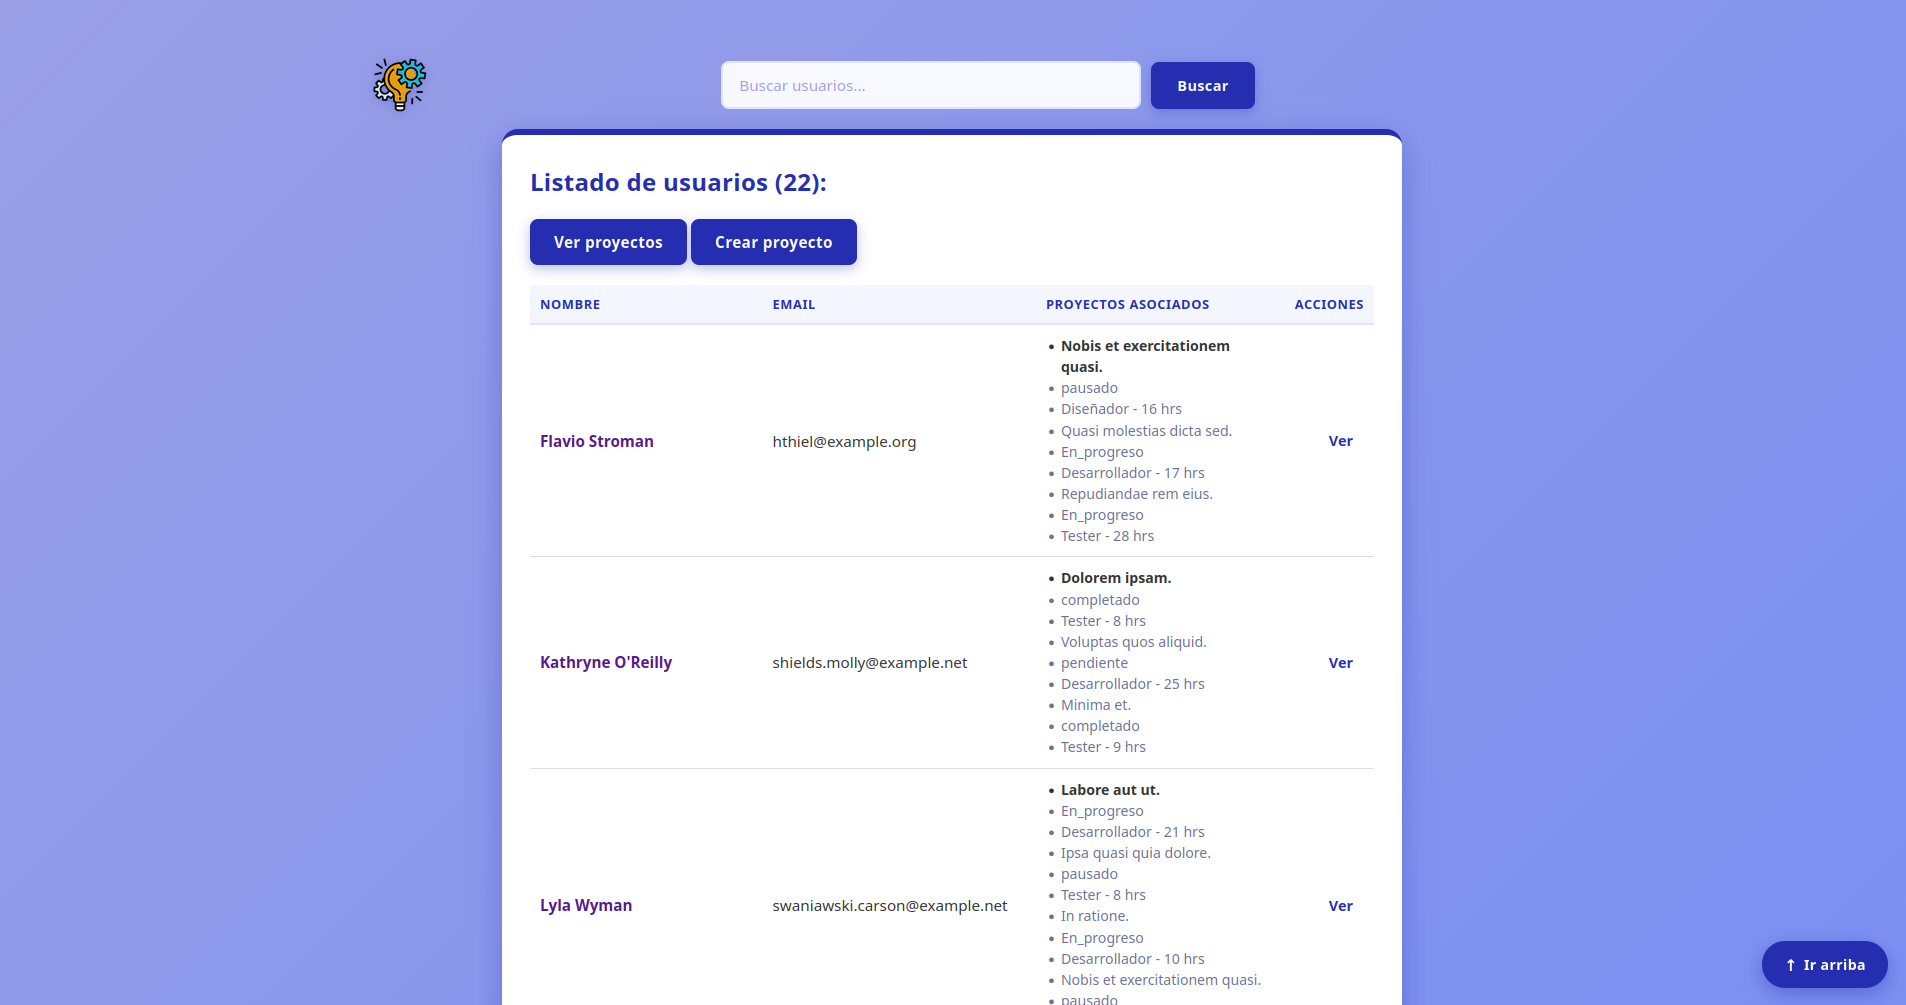 Buscar usuarios...
Buscar
Listado de usuarios (22):
Ver proyectos
Crear proyecto
NOMBRE EMAIL PROYECTOS ASOCIADOS ACCIONES
Flavio Stroman
hthiel@example.org
• Nobis et exercitationem
quasi.
• pausado
• Diseñador - 16 hrs
• Quasi molestias dicta sed.
• En_progreso
• Desarrollador - 17 hrs
• Repudiandae rem eius.
• En_progreso
• Tester - 28 hrs
Ver
Kathryne O'Reilly
shields.molly@example.net
• Dolorem ipsam.
• completado
• Tester - 8 hrs
• Voluptas quos aliquid.
• pendiente
• Desarrollador - 25 hrs
• Minima et.
• completado
• Tester - 9 hrs
Ver
Lyla Wyman
swaniawski.carson@example.net
• Labore aut ut.
• En_progreso
• Desarrollador - 21 hrs
• Ipsa quasi quia dolore.
• pausado
• Tester - 8 hrs
• In ratione.
• En_progreso
• Desarrollador - 10 hrs
• Nobis et exercitationem quasi.
• pausado
Ver
↑ Ir arriba